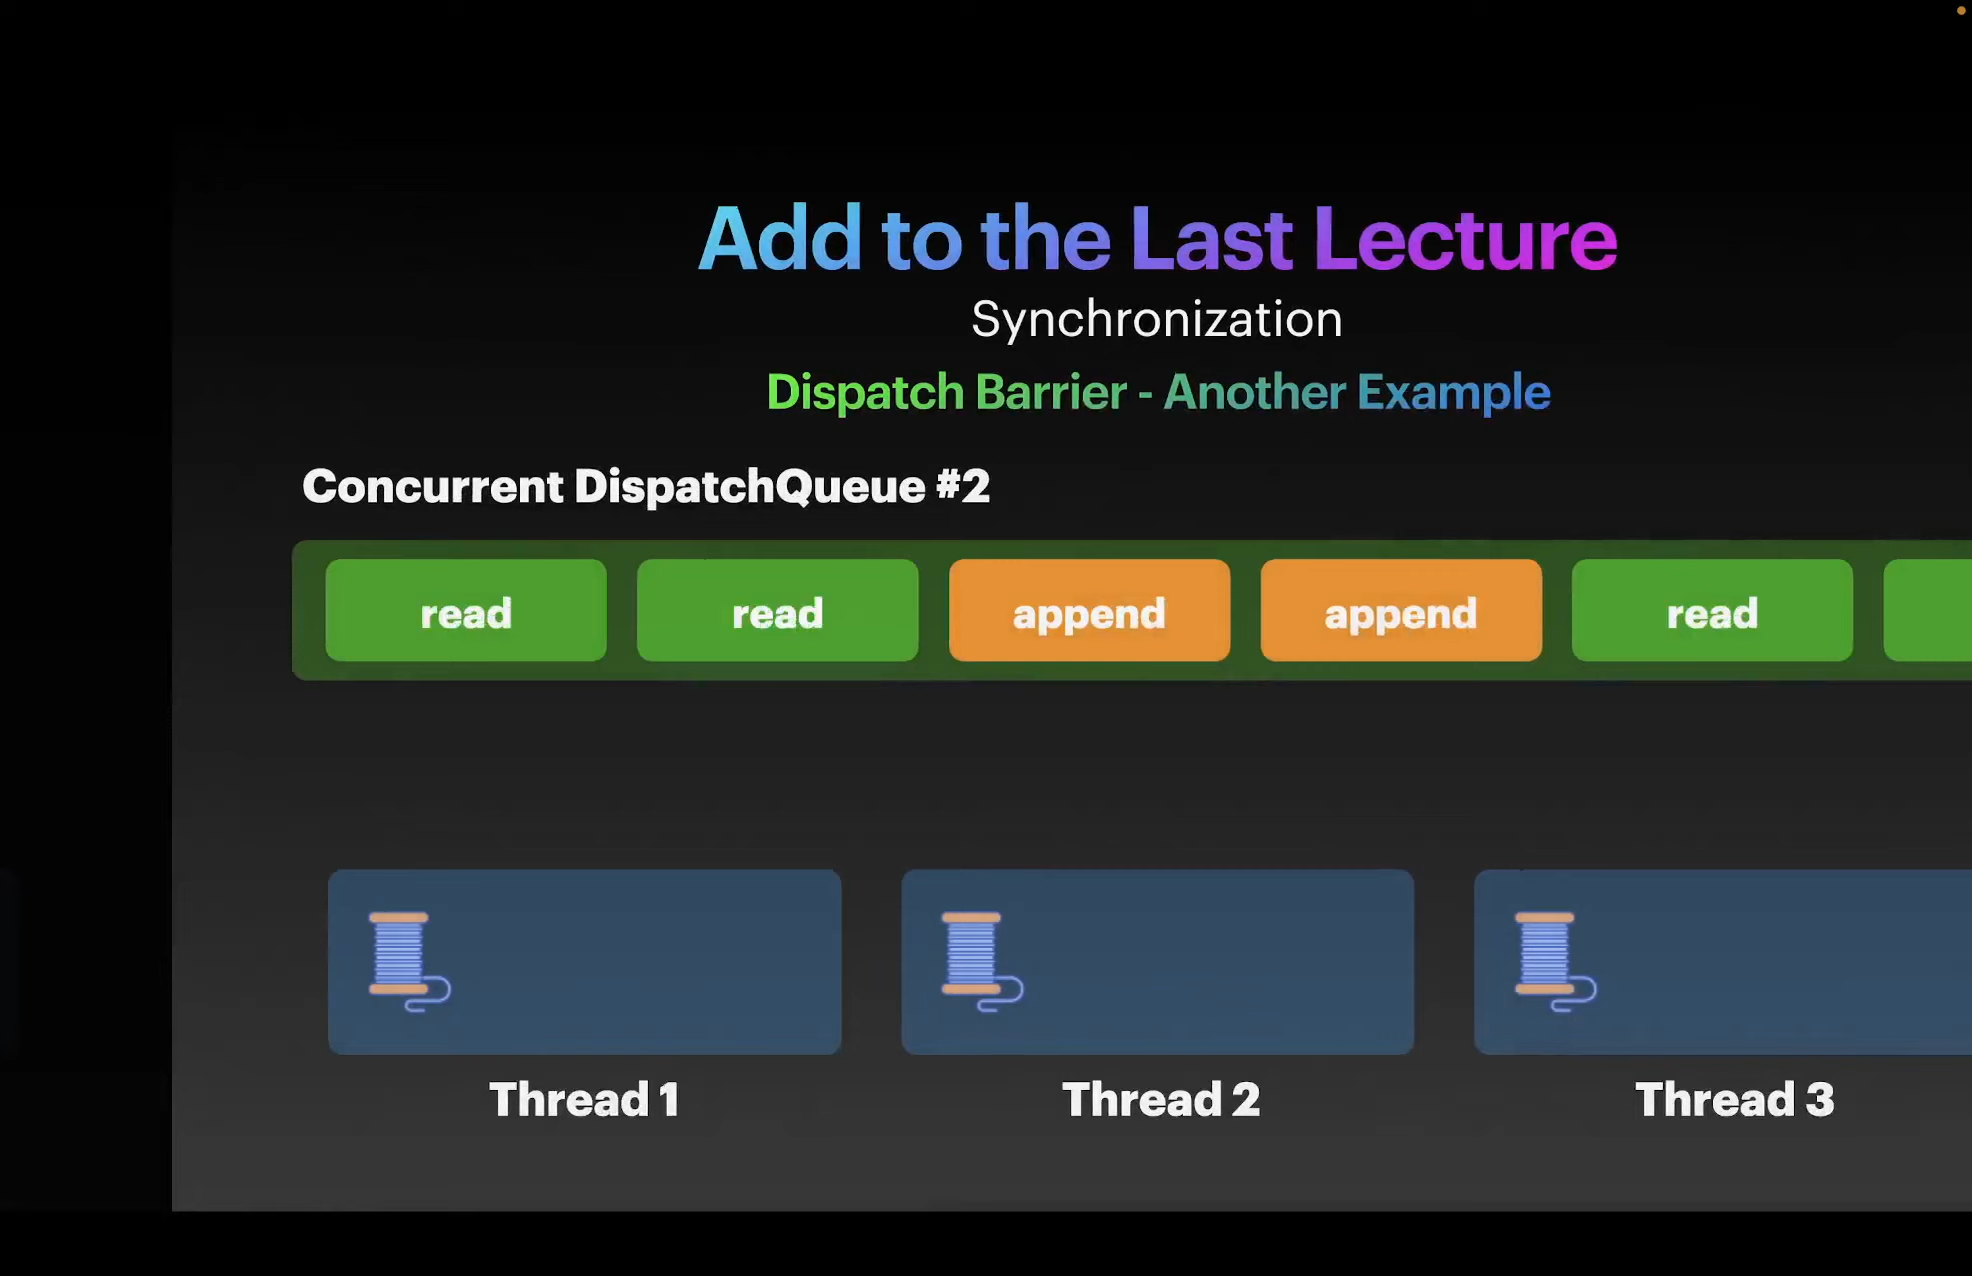 Add to the Last Lecture
Synchronization
Dispatch Barrier - Another Example
Concurrent DispatchQueue #2
read read append append read
Thread 1 Thread 2 Thread 3